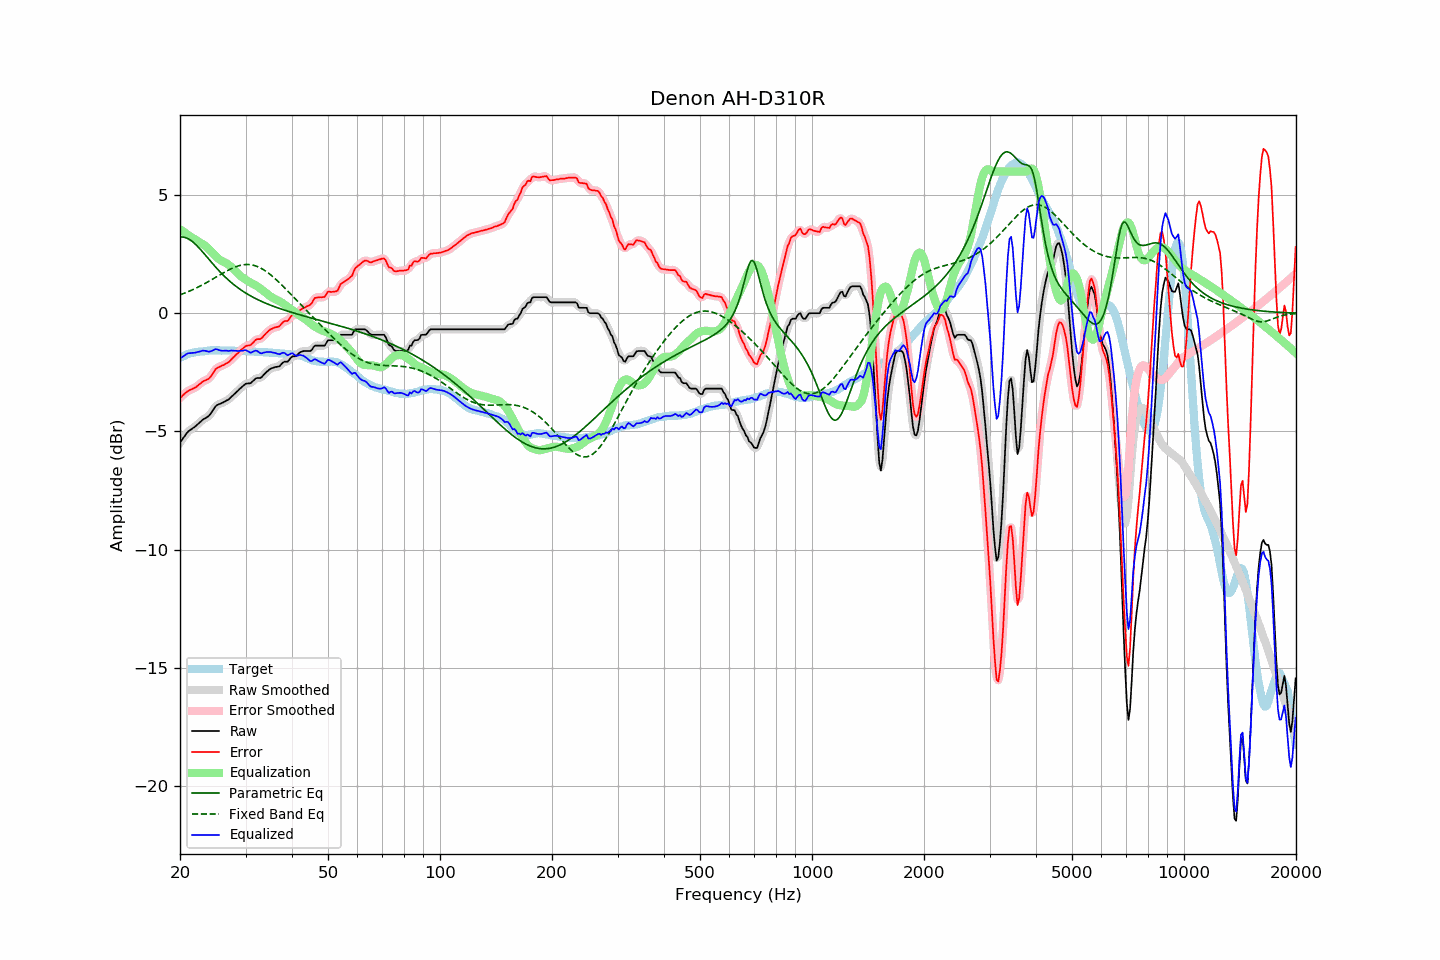 Denon AH-D310R
Amplitude (dBr)
5
0
−5
−10
−15
−20
Target
Raw Smoothed
Error Smoothed
Raw
Error
Equalization
Parametric Eq
Fixed Band Eq
Equalized
20 50 100 200 500 1000 2000 5000 10000 20000
Frequency (Hz)